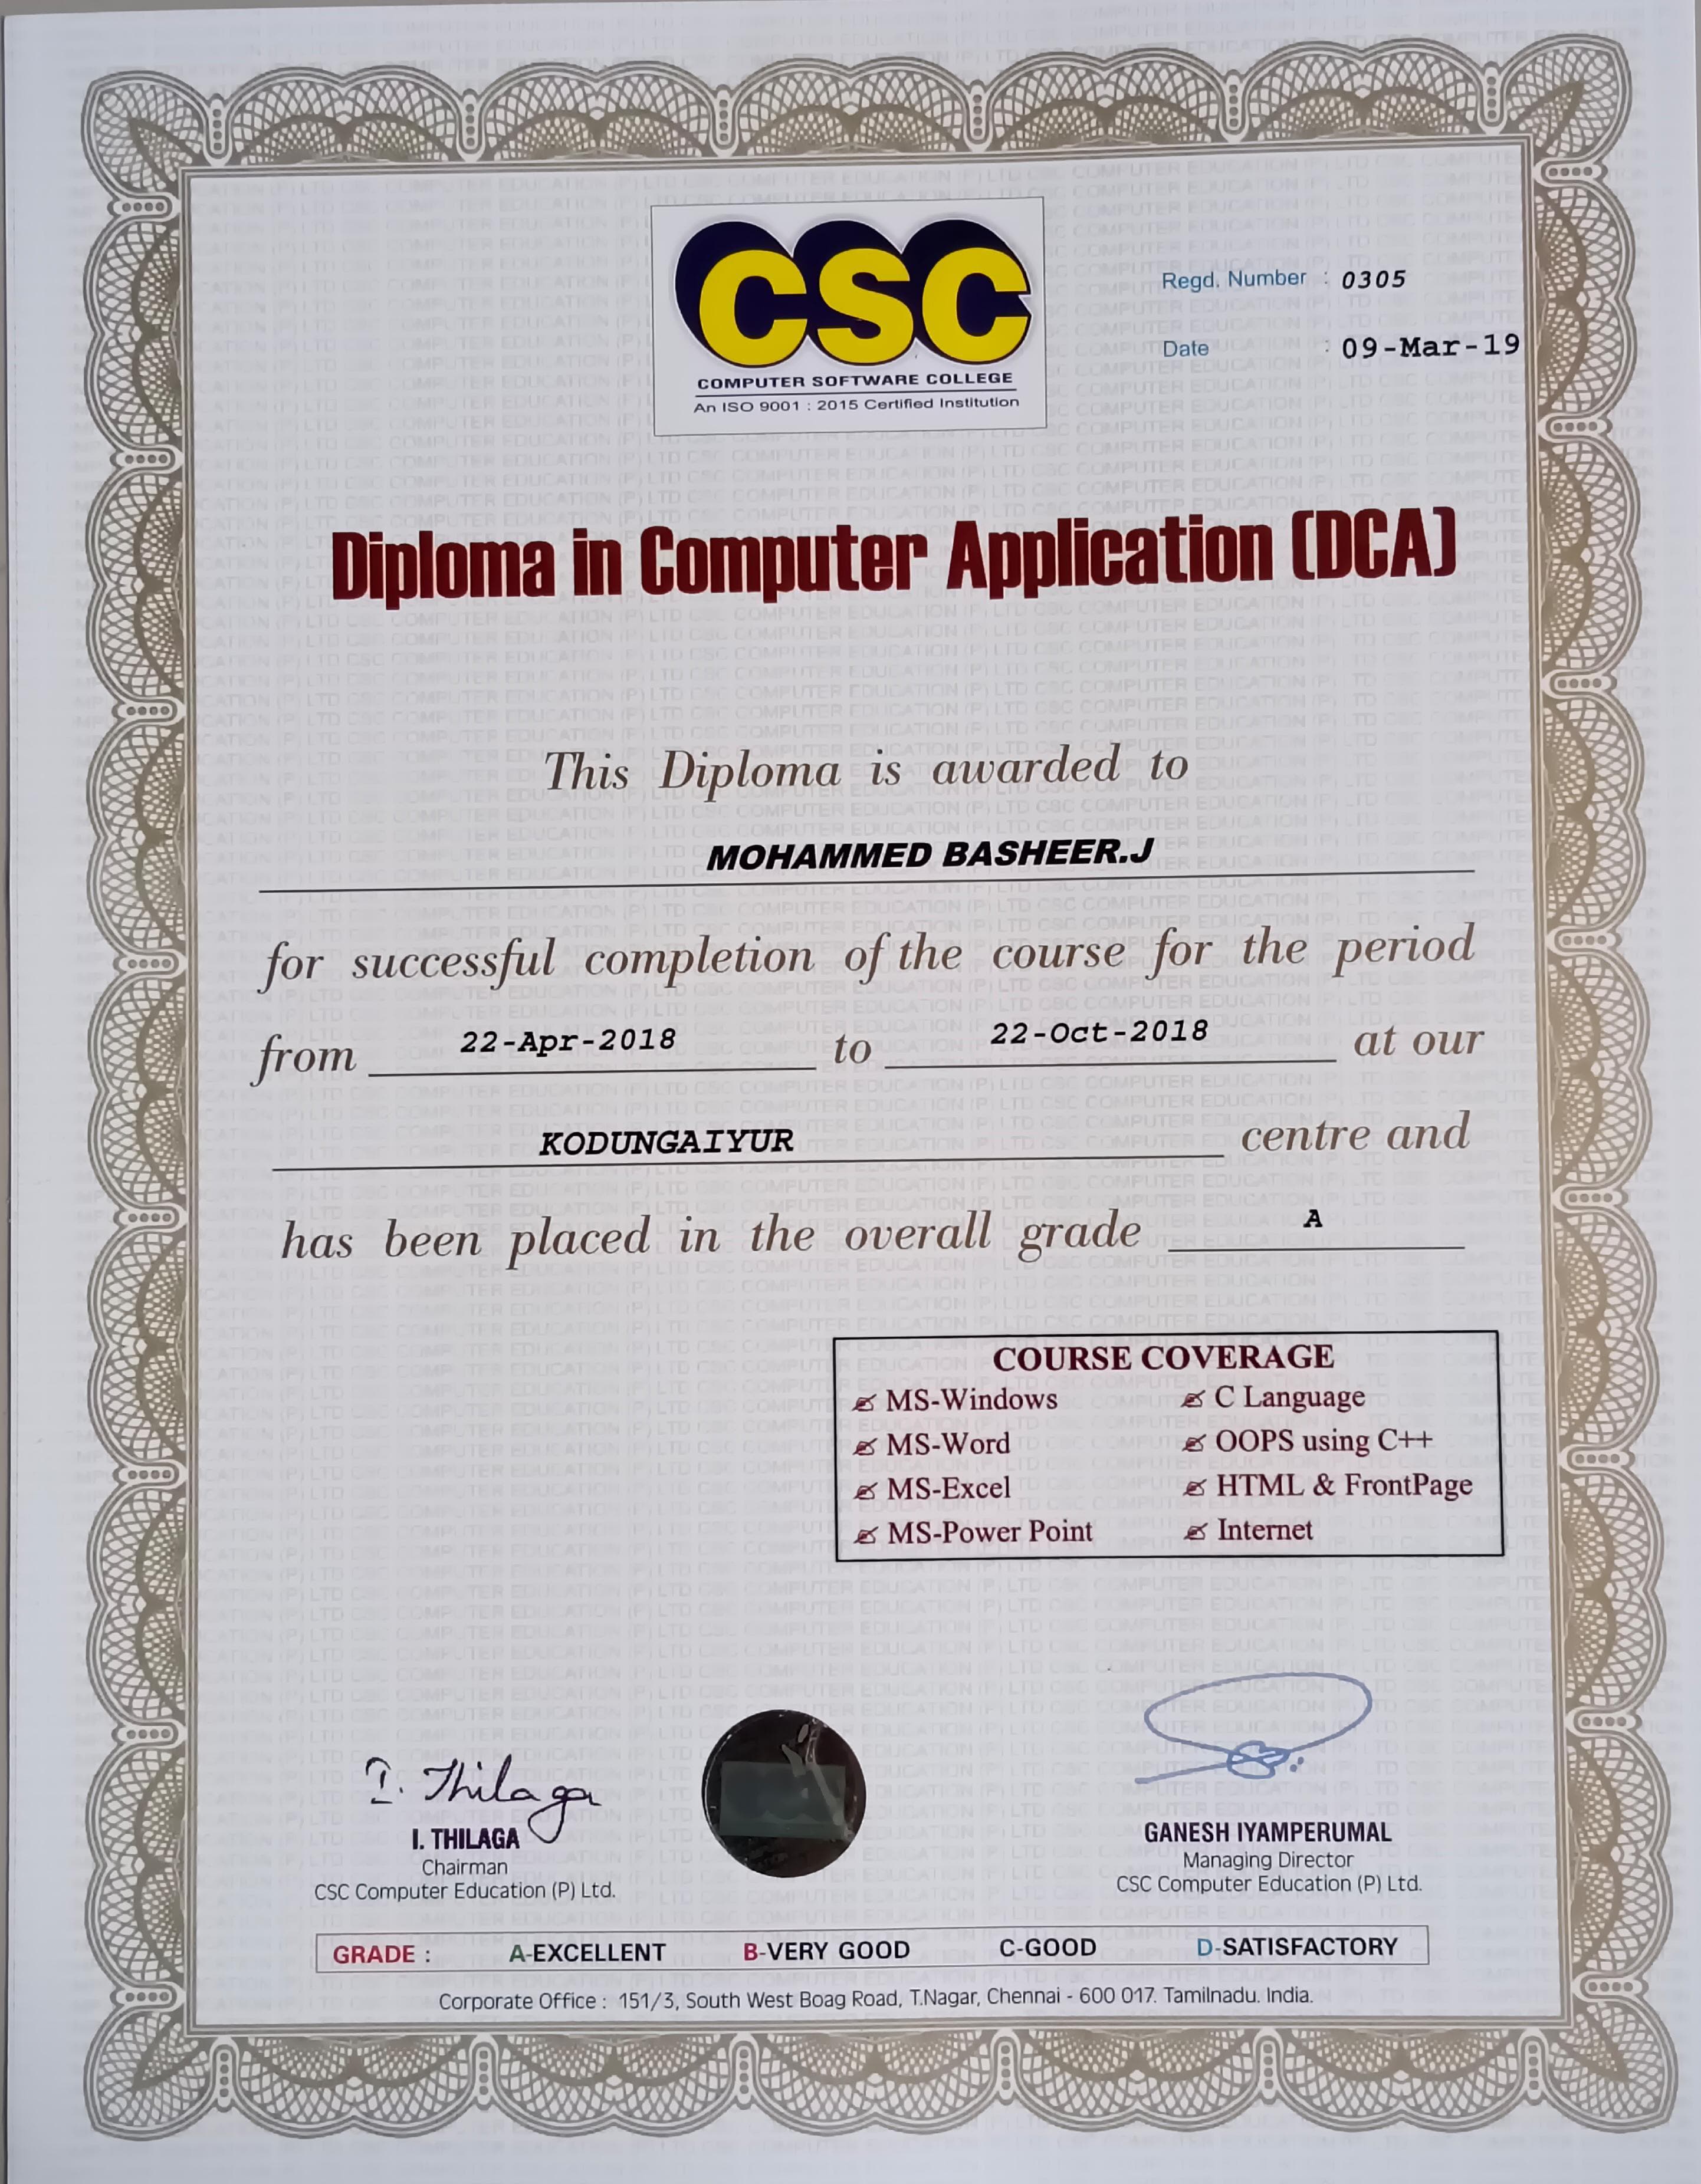 CSC
COMPUTER SOFTWARE COLLEGE
An ISO 9001 : 2015 Certified Institution
Regd. Number : 0305
Date : 09-Mar-19
Diploma in Computer Application (DCA)
This Diploma is awarded to
MOHAMMED BASHEER.J
for successful completion of the course for the period
from 22-Apr-2018 to 22-Oct-2018 at our
KODUNGAIYUR centre and
has been placed in the overall grade A
COURSE COVERAGE
MS-Windows C Language
MS-Word OOPS using C++
MS-Excel HTML & FrontPage
MS-Power Point Internet
I. Thilaga
I. THILAGA
Chairman
CSC Computer Education (P) Ltd.
GANESH IYAMPERUMAL
Managing Director
CSC Computer Education (P) Ltd.
GRADE : A-EXCELLENT B-VERY GOOD C-GOOD D-SATISFACTORY
Corporate Office : 151/3, South West Boag Road, T.Nagar, Chennai - 600 017. Tamilnadu. India.